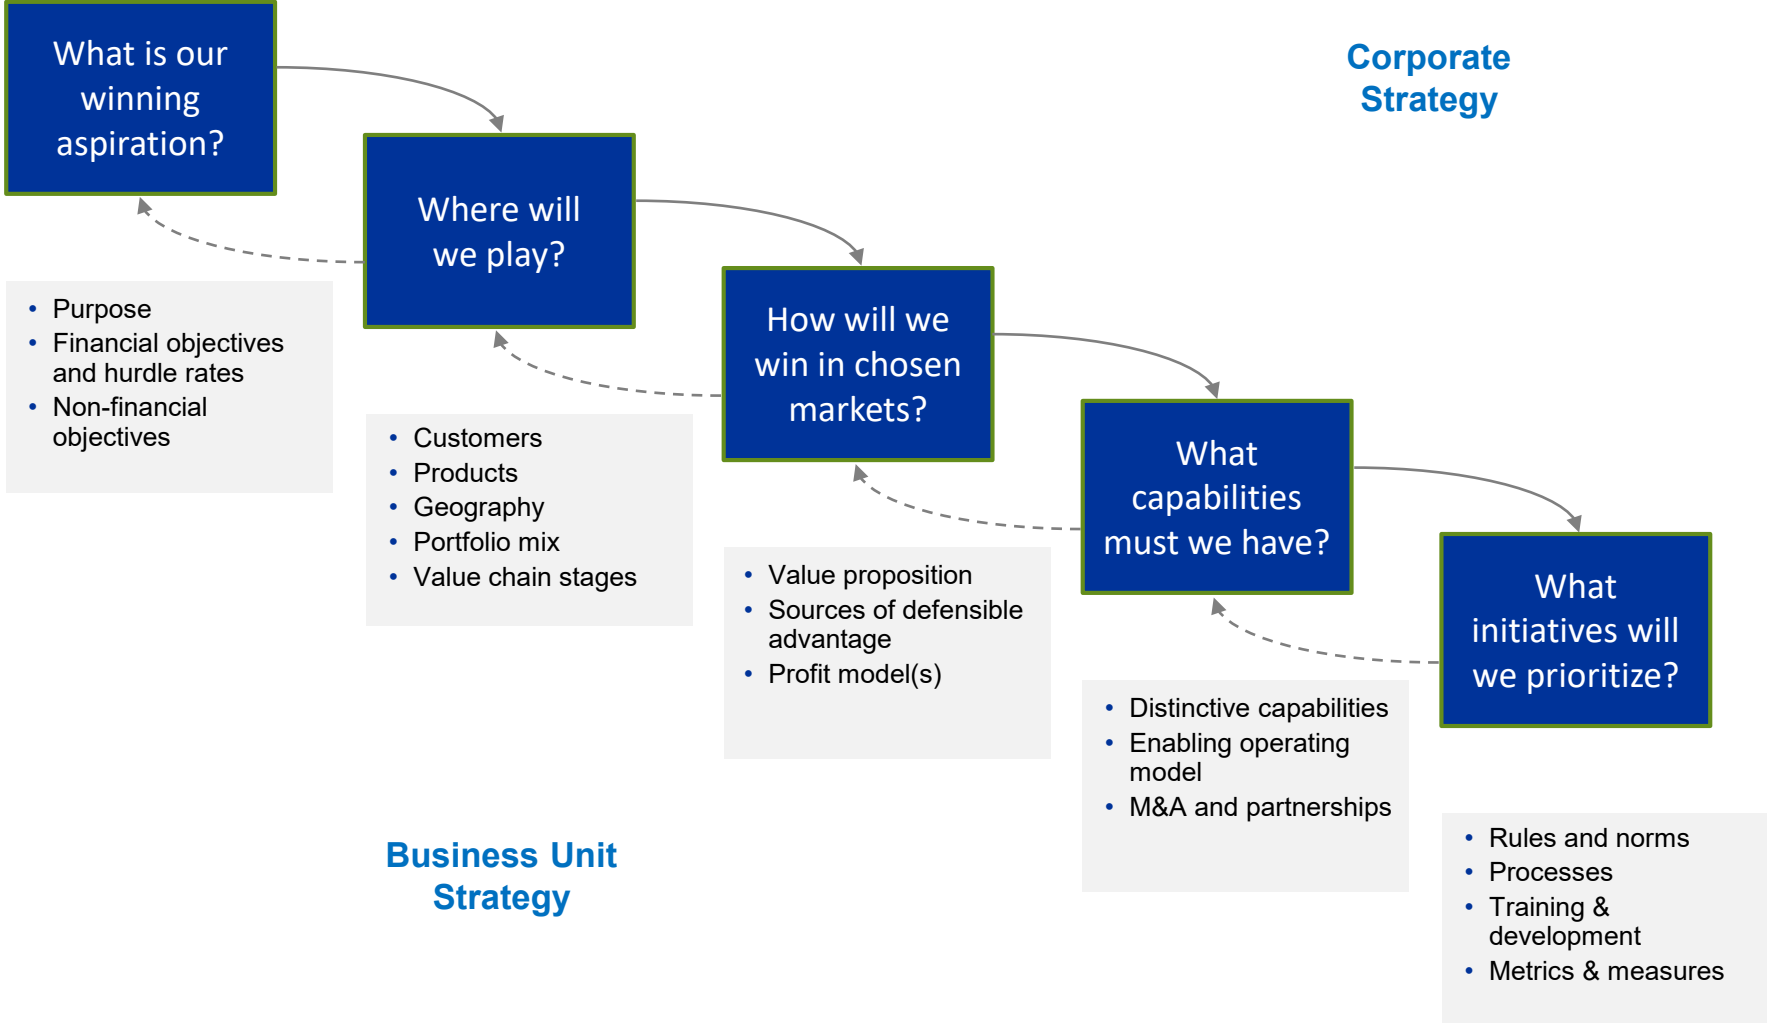 What is our
winning
aspiration?
Corporate
Strategy
Where will
we play?
• Purpose
• Financial objectives
and hurdle rates
• Non-financial
objectives
How will we
win in chosen
markets?
• Customers
• Products
• Geography
• Portfolio mix
• Value chain stages
What
capabilities
must we have?
• Value proposition
• Sources of defensible
advantage
• Profit model(s)
What
initiatives will
we prioritize?
• Distinctive capabilities
• Enabling operating
model
• M&A and partnerships
Business Unit
Strategy
• Rules and norms
• Processes
• Training &
development
• Metrics & measures